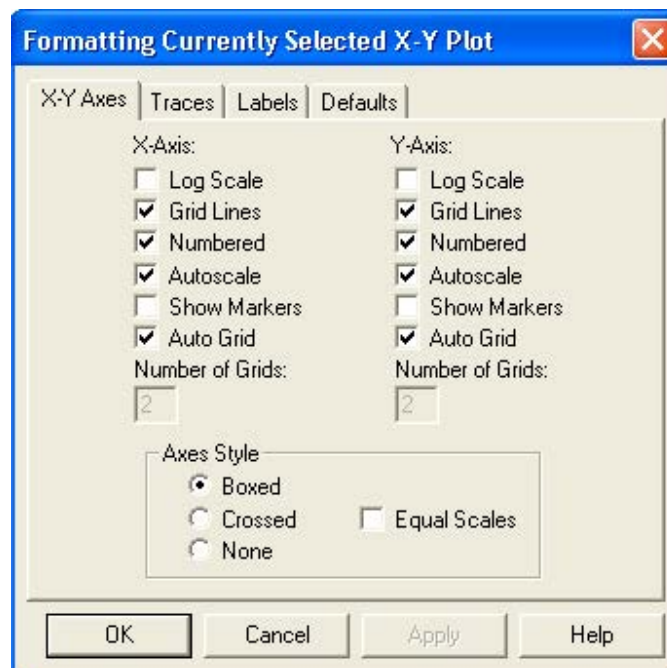 Formatting Currently Selected X-Y Plot
X-Y Axes Traces Labels Defaults
X-Axis: Y-Axis:
Log Scale Log Scale
Grid Lines Grid Lines
Numbered Numbered
Autoscale Autoscale
Show Markers Show Markers
Auto Grid Auto Grid
Number of Grids: Number of Grids:
2 2
Axes Style
Boxed
Crossed Equal Scales
None
OK Cancel Apply Help